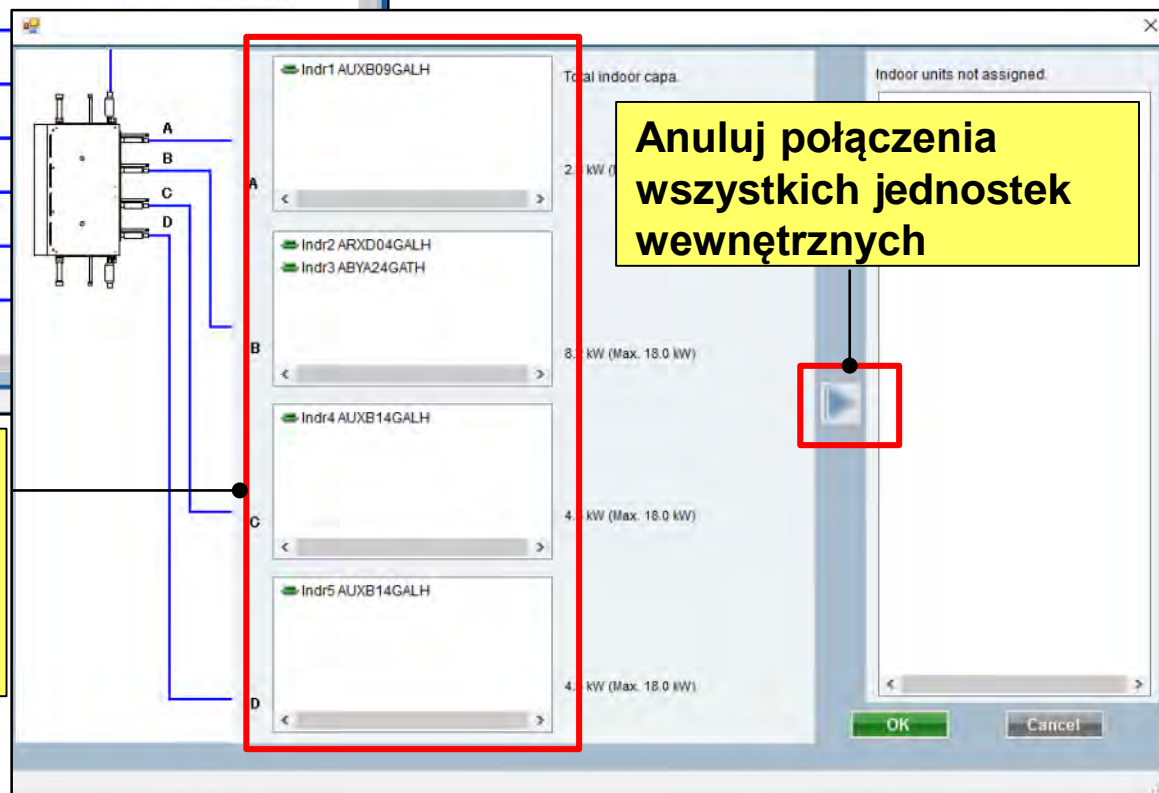 Indr1 AUXB09GALH
Total indoor capa.
Indoor units not assigned.
A
B
C
D
A
Anuluj połączenia
wszystkich jednostek
wewnętrznych
Indr2 ARXD04GALH
Indr3 ABYA24GATH
B
kW (Max. 18.0 kW)
Indr4 AUXB14GALH
C
kW (Max. 18.0 kW)
Indr5 AUXB14GALH
D
kW (Max. 18.0 kW)
OK
Cancel